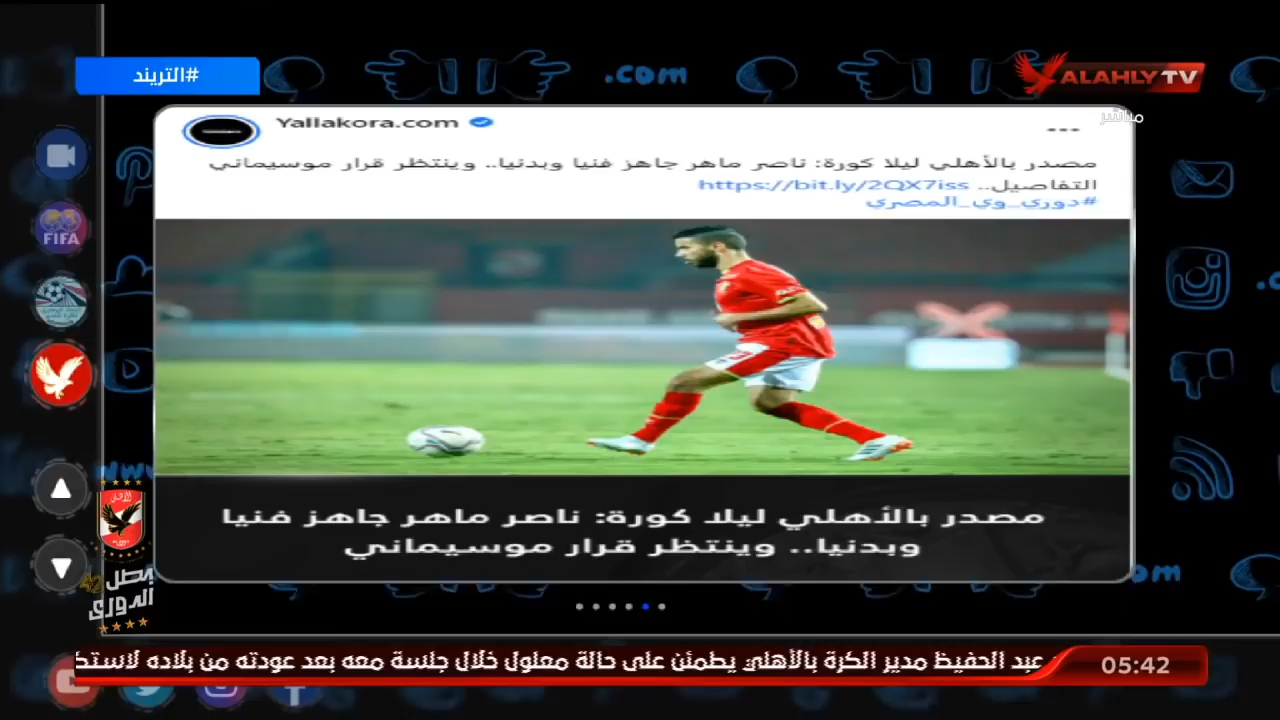 #التريند
.com
ALAHLY TV
مباشر
Yallakora.com
مصدر بالأهلي ليلا كورة: ناصر ماهر جاهز فنيا وبدنيا.. وينتظر قرار موسيماني
التفاصيل.. https://bit.ly/2QX7iss
#دوري_وي_المصري
FIFA
مصدر بالأهلي ليلا كورة: ناصر ماهر جاهز فنيا
وبدنيا.. وينتظر قرار موسيماني
بطل
الدوري
عبد الحفيظ مدير الكرة بالأهلي يطمئن على حالة معلول خلال جلسة معه بعد عودته من بلاده
05:42